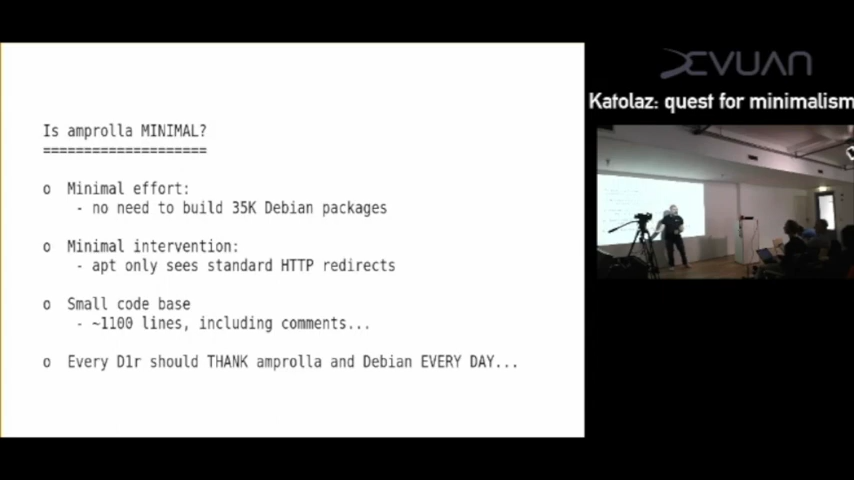 Is amprolla MINIMAL?
====================
o Minimal effort:
- no need to build 35K Debian packages
o Minimal intervention:
- apt only sees standard HTTP redirects
o Small code base
- ~1100 lines, including comments...
o Every D1r should THANK amprolla and Debian EVERY DAY...
DEVUAN
Katolaz: quest for minimalism